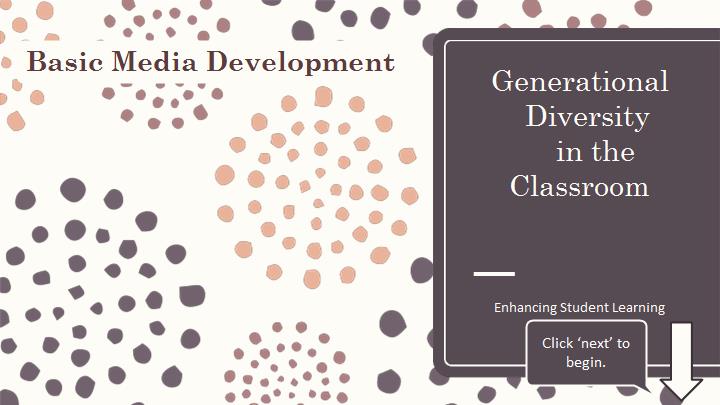 Basic Media Development
Generational
Diversity
in the
Classroom
Enhancing Student Learning
Click ‘next’ to
begin.